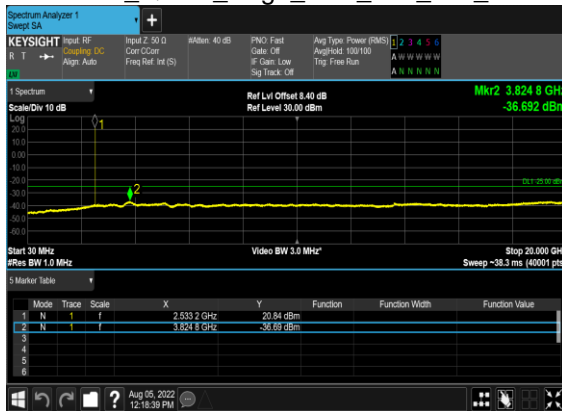 Spectrum Analyzer 1
Swept SA
KEYSIGHT Input: RF Input Z: 50 Ω #Atten: 40 dB PNO: Fast Avg Type: Power (RMS) 1 2 3 4 5 6
R T Coupling: DC Corr CCorr Gate: Off Avg|Hold: 100/100 A W W W W W
Align: Auto Freq Ref: Int (S) IF Gain: Low Trig: Free Run
Sig Track: Off A N N N N N
1 Spectrum
Ref Lvl Offset 8.40 dB Mkr2 3.824 8 GHz
Scale/Div 10 dB Ref Level 30.00 dBm -36.692 dBm
Log
20.0
10.0
0.00
-10.0
-20.0
-30.0
-40.0
-50.0
-60.0
1
2
DL1 -25.00 dBm
Start 30 MHz Video BW 3.0 MHz* Stop 20.000 GHz
#Res BW 1.0 MHz Sweep ~38.3 ms (40001 pts)
5 Marker Table
Mode Trace Scale X Y Function Function Width Function Value
1 N 1 f 2.533 2 GHz 20.84 dBm
2 N 1 f 3.824 8 GHz -36.69 dBm
3
4
5
6
Aug 05, 2022
12:18:39 PM